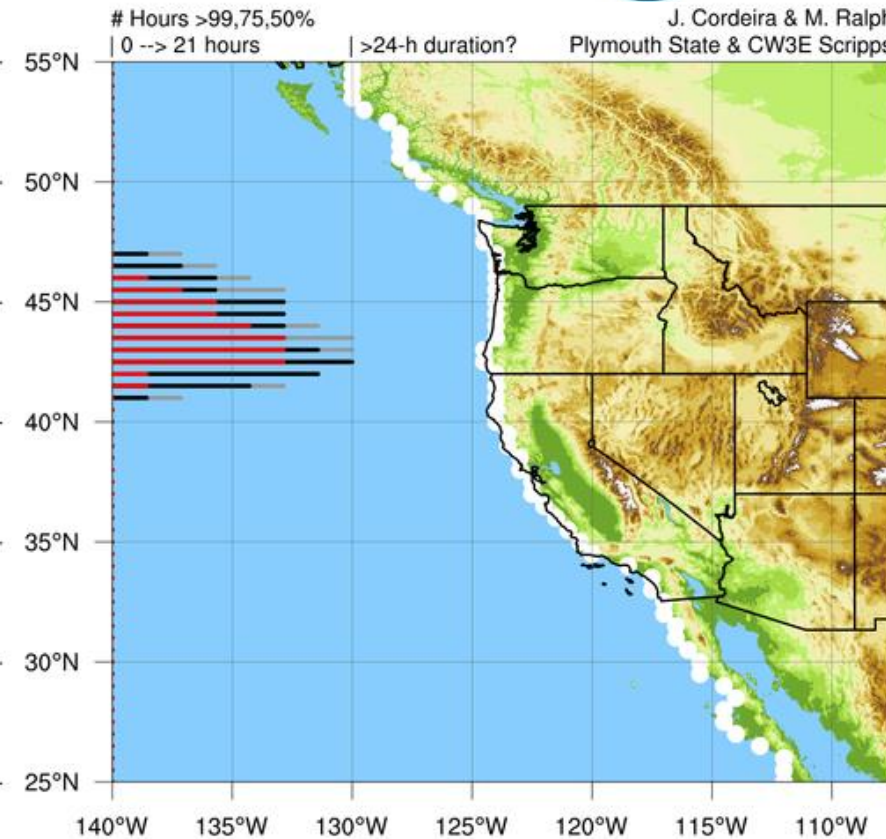 # Hours >99,75,50%
J. Cordeira & M. Ralph
| 0 --> 21 hours
| >24-h duration?
Plymouth State & CW3E Scripps
55°N
50°N
45°N
40°N
35°N
30°N
25°N
140°W
135°W
130°W
125°W
120°W
115°W
110°W